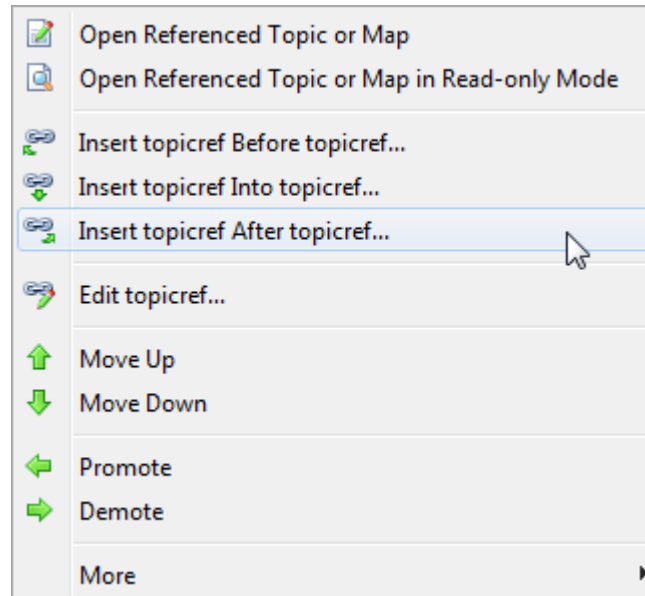 Open Referenced Topic or Map
Open Referenced Topic or Map in Read-only Mode
Insert topicref Before topicref...
Insert topicref Into topicref...
Insert topicref After topicref...
Edit topicref...
Move Up
Move Down
Promote
Demote
More